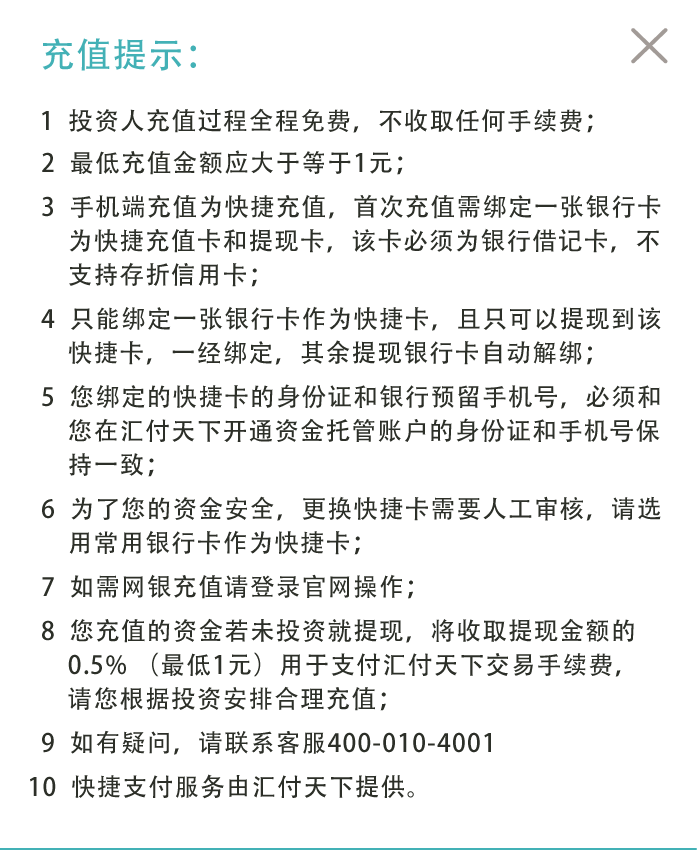 充值提示：
1 投资人充值过程全程免费，不收取任何手续费；
2 最低充值金额应大于等于1元；
3 手机端充值为快捷充值，首次充值需绑定一张银行卡
为快捷充值卡和提现卡，该卡必须为银行借记卡，不
支持存折信用卡；
4 只能绑定一张银行卡作为快捷卡，且只可以提现到该
快捷卡，一经绑定，其余提现银行卡自动解绑；
5 您绑定的快捷卡的身份证和银行预留手机号，必须和
您在汇付天下开通资金托管账户的身份证和手机号保
持一致；
6 为了您的资金安全，更换快捷卡需要人工审核，请选
用常用银行卡作为快捷卡；
7 如需网银充值请登录官网操作；
8 您充值的资金若未投资就提现，将收取提现金额的
0.5%（最低1元）用于支付汇付天下交易手续费，
请您根据投资安排合理充值；
9 如有疑问，请联系客服400-010-4001
10 快捷支付服务由汇付天下提供。